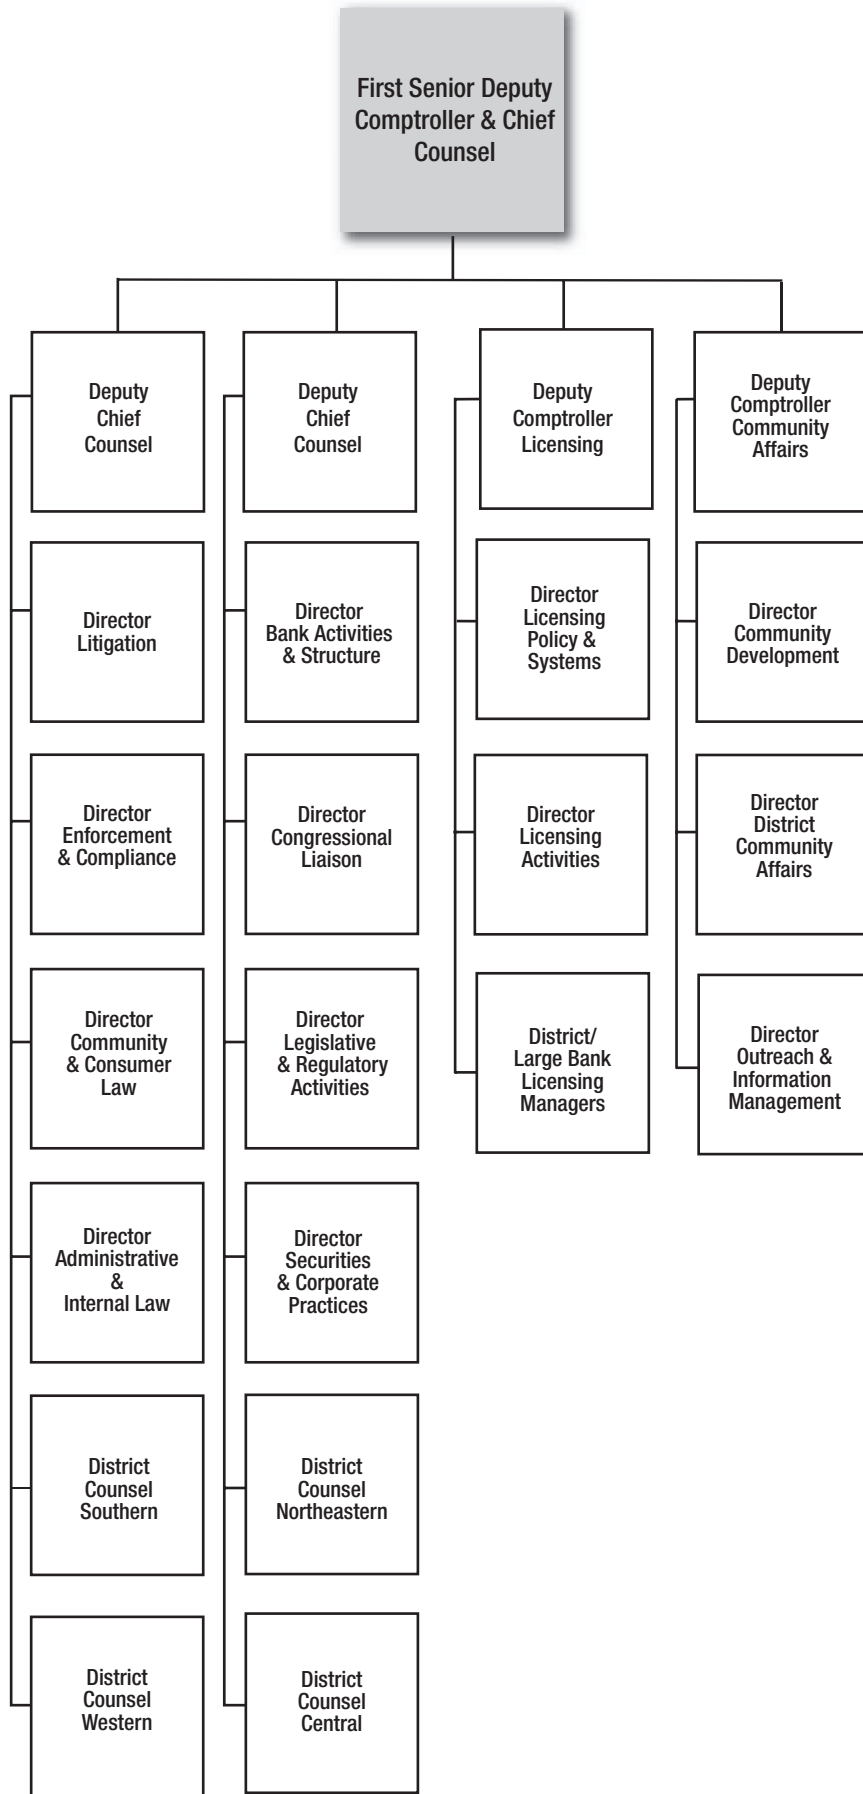 First Senior Deputy
Comptroller & Chief
Counsel
Deputy
Chief
Counsel
Director
Litigation
Director
Enforcement
& Compliance
Director
Community
& Consumer
Law
Director
Administrative
&
Internal Law
District
Counsel
Southern
District
Counsel
Western
Deputy
Chief
Counsel
Director
Bank Activities
& Structure
Director
Congressional
Liaison
Director
Legislative
& Regulatory
Activities
Director
Securities
& Corporate
Practices
District
Counsel
Northeastern
District
Counsel
Central
Deputy
Comptroller
Licensing
Director
Licensing
Policy &
Systems
Director
Licensing
Activities
District/
Large Bank
Licensing
Managers
Deputy
Comptroller
Community
Affairs
Director
Community
Development
Director
District
Community
Affairs
Director
Outreach &
Information
Management